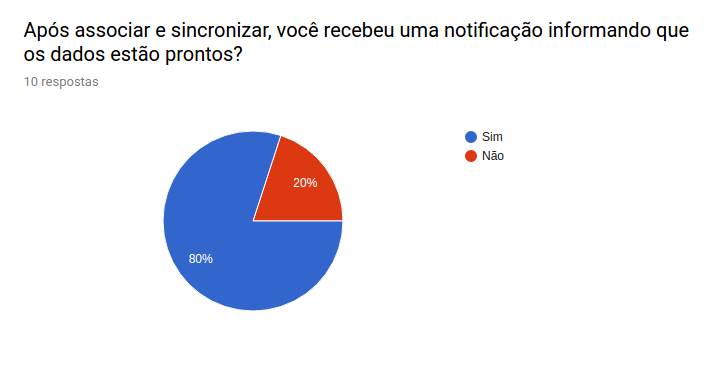 Após associar e sincronizar, você recebeu uma notificação informando que
os dados estão prontos?
10 respostas
Sim
Não
20%
80%